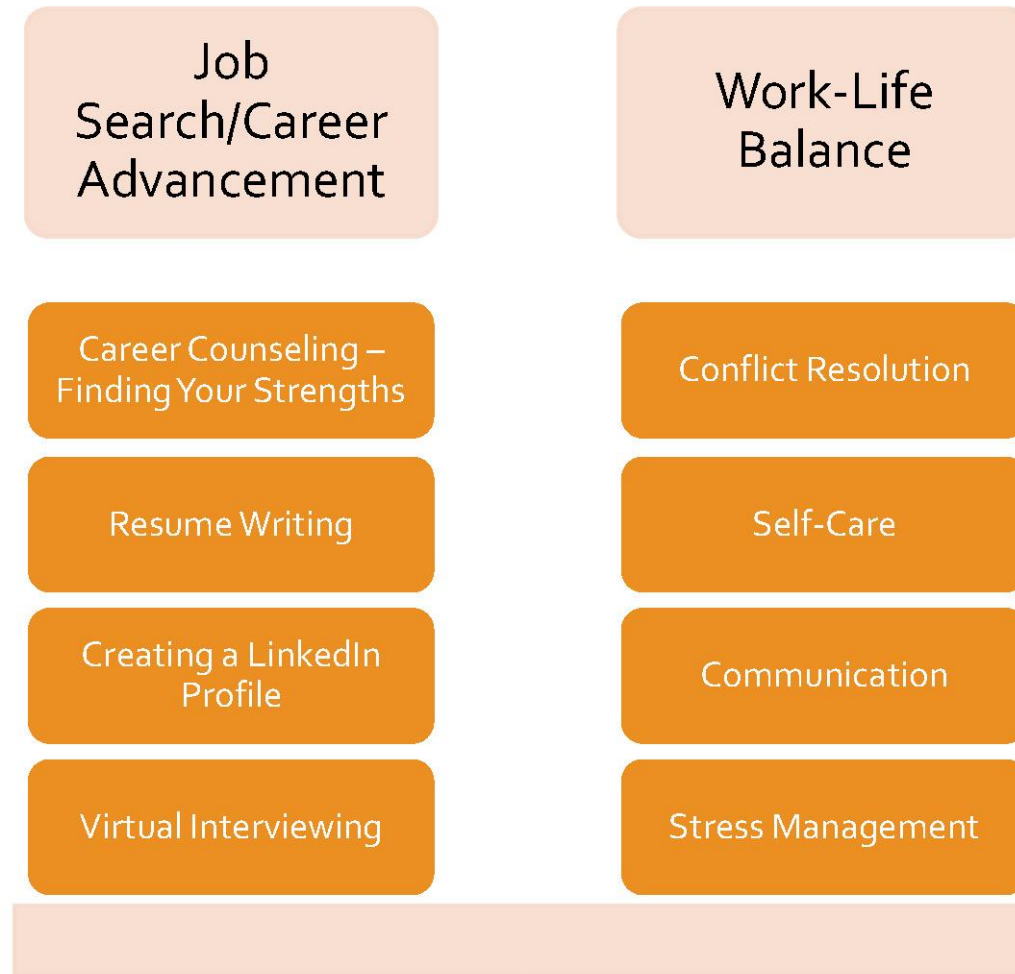 Job
Search/Career
Advancement
Career Counseling –
Finding Your Strengths
Resume Writing
Creating a LinkedIn
Profile
Virtual Interviewing
Work-Life
Balance
Conflict Resolution
Self-Care
Communication
Stress Management